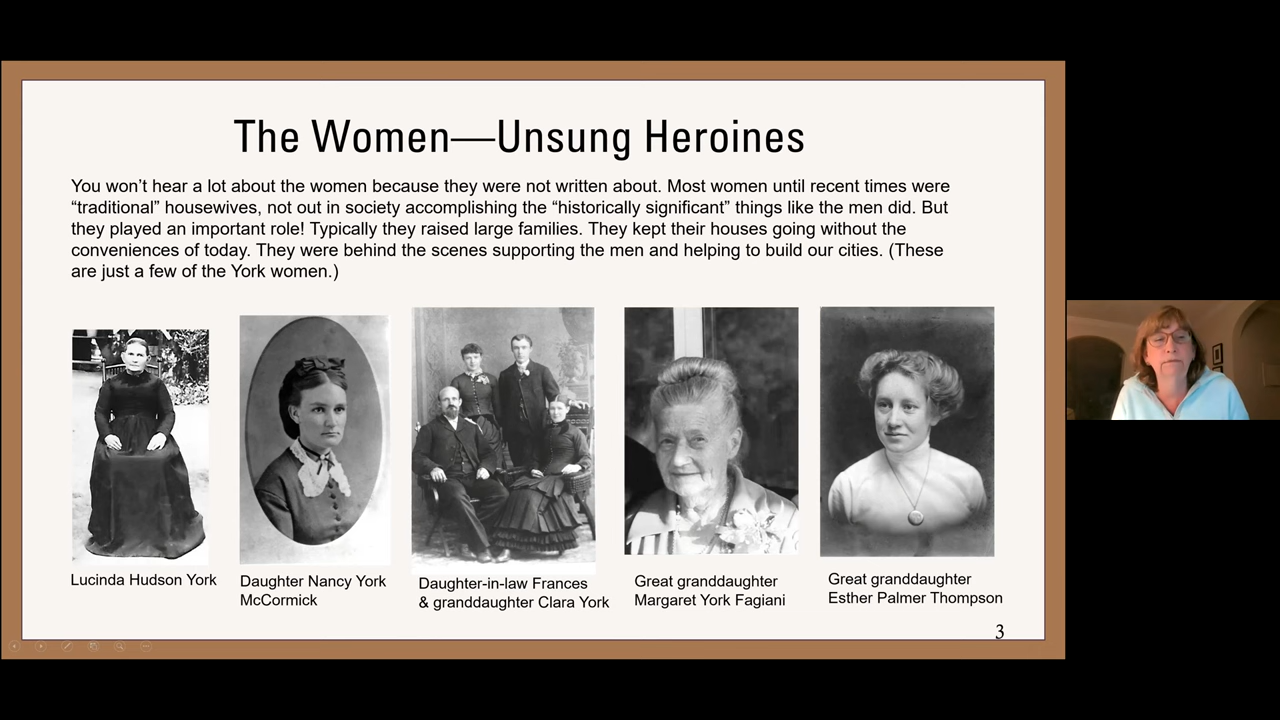 The Women—Unsung Heroines
You won’t hear a lot about the women because they were not written about. Most women until recent times were
“traditional” housewives, not out in society accomplishing the “historically significant” things like the men did. But
they played an important role! Typically they raised large families. They kept their houses going without the
conveniences of today. They were behind the scenes supporting the men and helping to build our cities. (These
are just a few of the York women.)
Lucinda Hudson York
Daughter Nancy York
McCormick
Daughter-in-law Frances
& granddaughter Clara York
Great granddaughter
Margaret York Fagiani
Great granddaughter
Esther Palmer Thompson
3